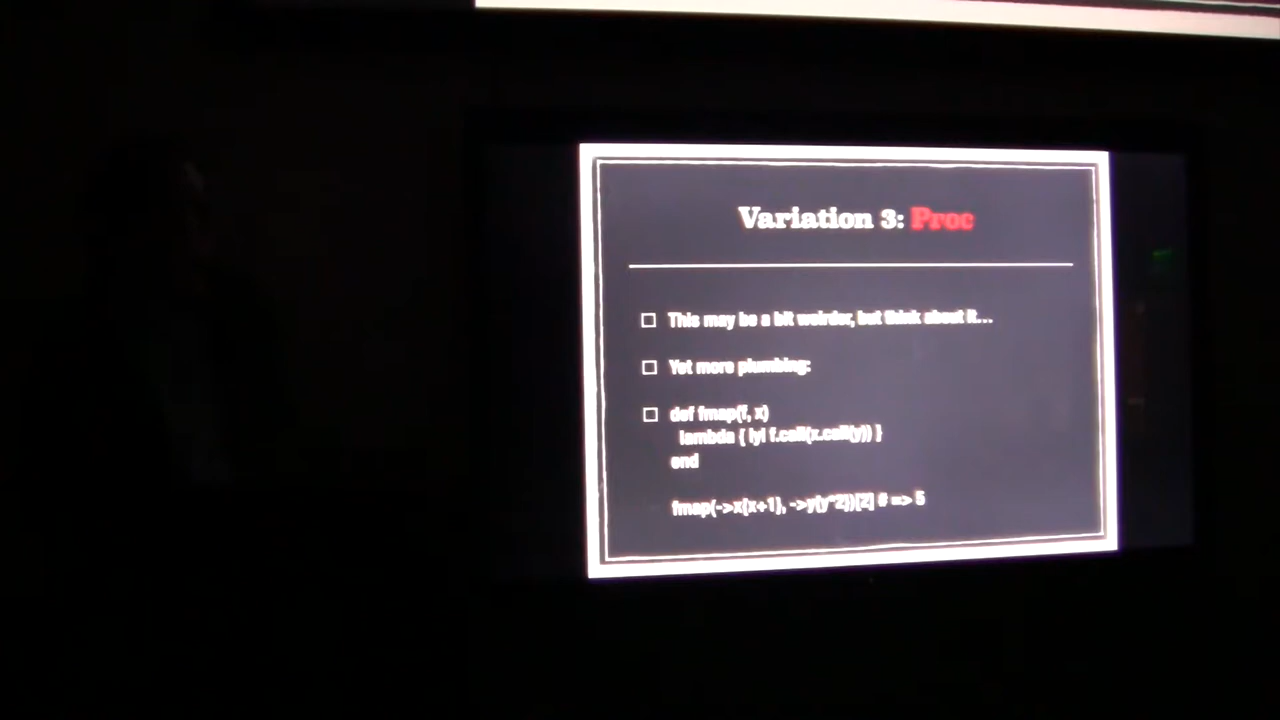 Variation 3: Proc
This may be a bit weirder, but think about it...
Yet more plumbing:
def fmap(f, x)
lambda { |y| f.call(x.call(y)) }
end
fmap(->x{x+1}, ->y{y*2})[2] # => 5